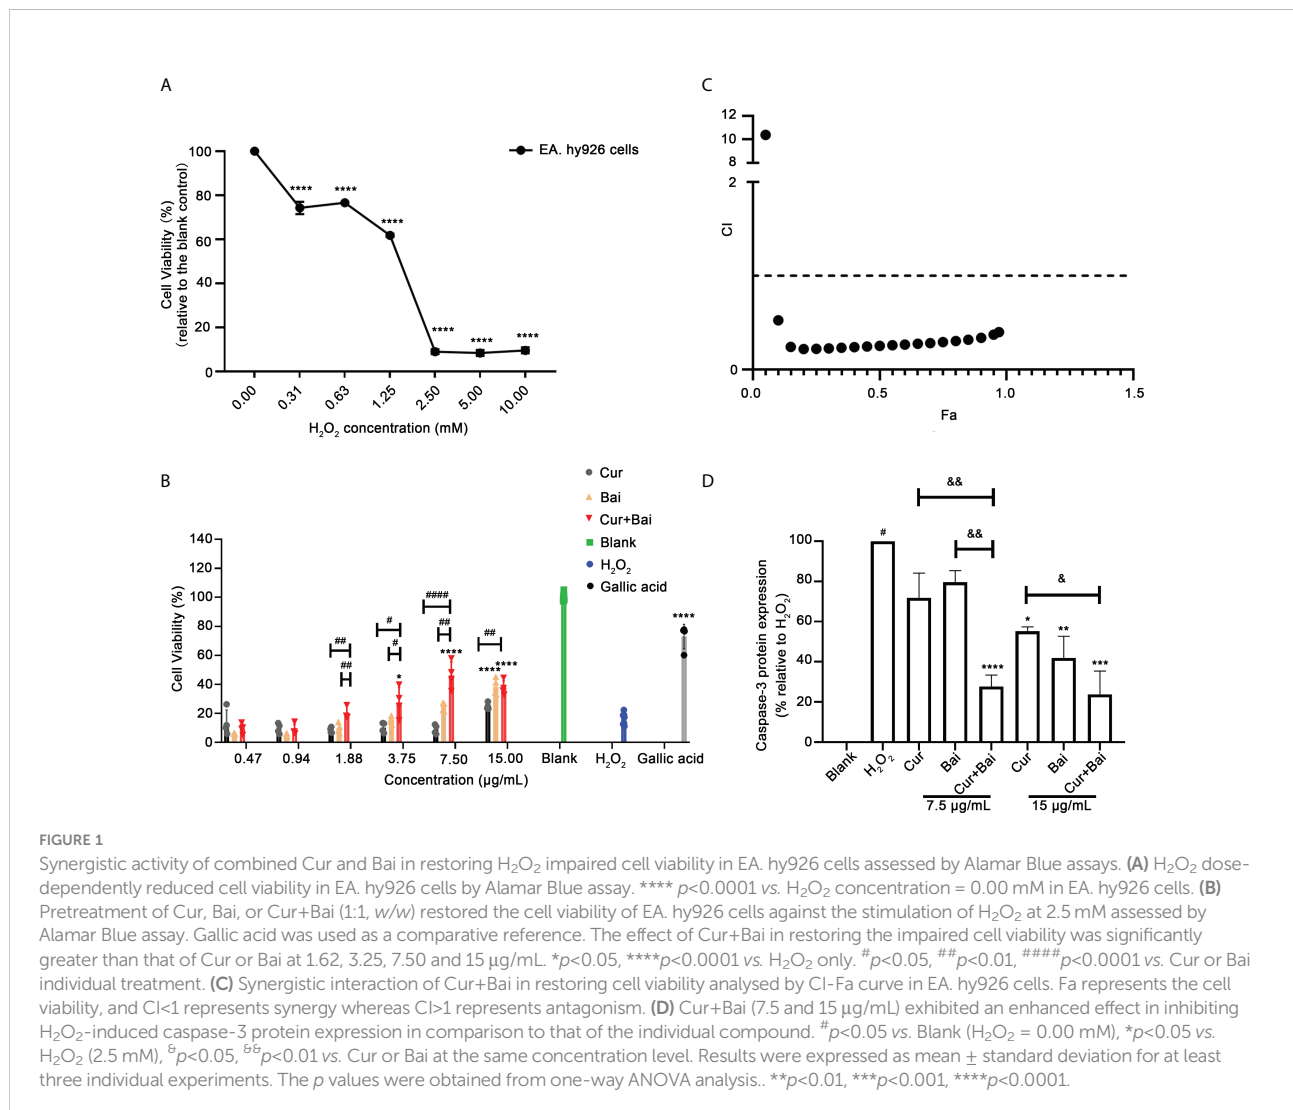 A
100
80
60
40
20
0
Cell Viability (%)
(relative to the blank control)
****
****
****
****
****
****
EA. hy926 cells
0.00
0.31
0.63
1.25
2.50
5.00
10.00
H2O2 concentration (mM)
C
12
10
8
2
0
CI
0.0
0.5
1.0
1.5
Fa
B
Cur
Bai
Cur+Bai
Blank
H2O2
Gallic acid
140
120
100
80
60
40
20
0
Cell Viability (%)
##
##
#
#
*
####
##
****
##
****
****
****
0.47
0.94
1.88
3.75
7.50
15.00
Blank
H2O2
Gallic acid
Concentration (µg/mL)
D
&&
&&
&
100
80
60
40
20
0
Caspase-3 protein expression
(% relative to H2O2)
#
****
*
**
***
Blank
H2O2
Cur
Bai
Cur+Bai
Cur
Bai
Cur+Bai
7.5 µg/mL
15 µg/mL
FIGURE 1
Synergistic activity of combined Cur and Bai in restoring H2O2 impaired cell viability in EA. hy926 cells assessed by Alamar Blue assays. (A) H2O2 dose-
dependently reduced cell viability in EA. hy926 cells by Alamar Blue assay. **** p<0.0001 vs. H2O2 concentration = 0.00 mM in EA. hy926 cells. (B)
Pretreatment of Cur, Bai, or Cur+Bai (1:1, w/w) restored the cell viability of EA. hy926 cells against the stimulation of H2O2 at 2.5 mM assessed by
Alamar Blue assay. Gallic acid was used as a comparative reference. The effect of Cur+Bai in restoring the impaired cell viability was significantly
greater than that of Cur or Bai at 1.62, 3.25, 7.50 and 15 µg/mL. *p<0.05, ****p<0.0001 vs. H2O2 only. #p<0.05, ##p<0.01, ####p<0.0001 vs. Cur or Bai
individual treatment. (C) Synergistic interaction of Cur+Bai in restoring cell viability analysed by CI-Fa curve in EA. hy926 cells. Fa represents the cell
viability, and CI<1 represents synergy whereas CI>1 represents antagonism. (D) Cur+Bai (7.5 and 15 µg/mL) exhibited an enhanced effect in inhibiting
H2O2-induced caspase-3 protein expression in comparison to that of the individual compound. #p<0.05 vs. Blank (H2O2 = 0.00 mM), *p<0.05 vs.
H2O2 (2.5 mM), &p<0.05, &&p<0.01 vs. Cur or Bai at the same concentration level. Results were expressed as mean ± standard deviation for at least
three individual experiments. The p values were obtained from one-way ANOVA analysis.. **p<0.01, ***p<0.001, ****p<0.0001.